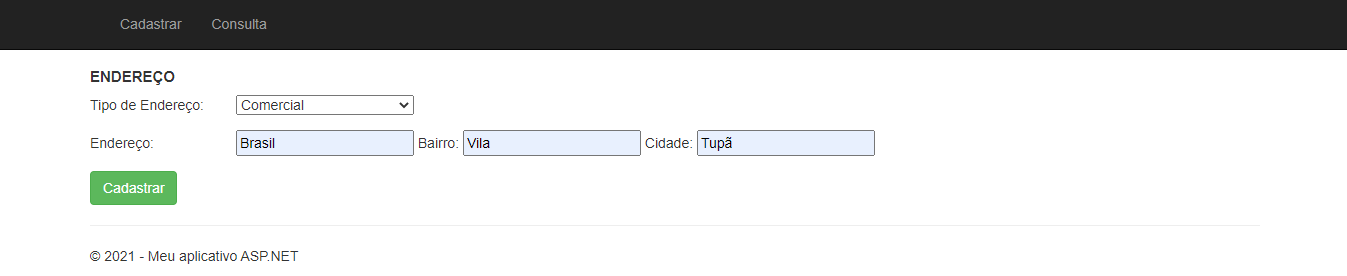 Cadastrar Consulta
ENDEREÇO
Tipo de Endereço: Comercial
Endereço: Brasil Bairro: Vila Cidade: Tupã
Cadastrar
© 2021 - Meu aplicativo ASP.NET